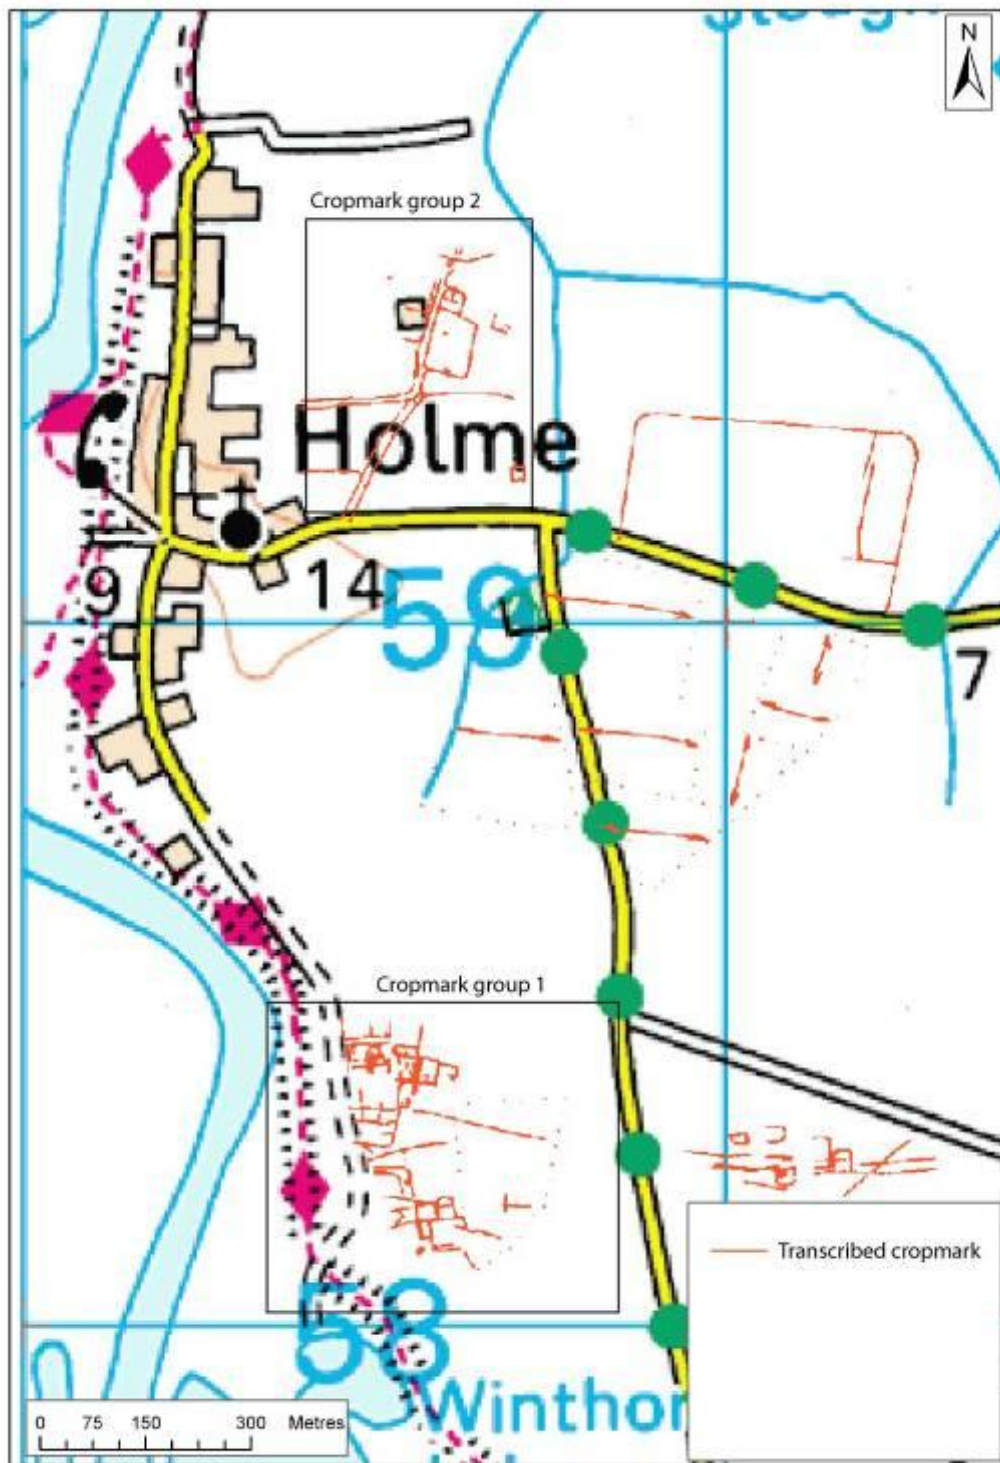 N
Cropmark group 2
Holme
9
14
59
7
Cropmark group 1
Transcribed cropmark
58
Winthor
0 75 150 300 Metres